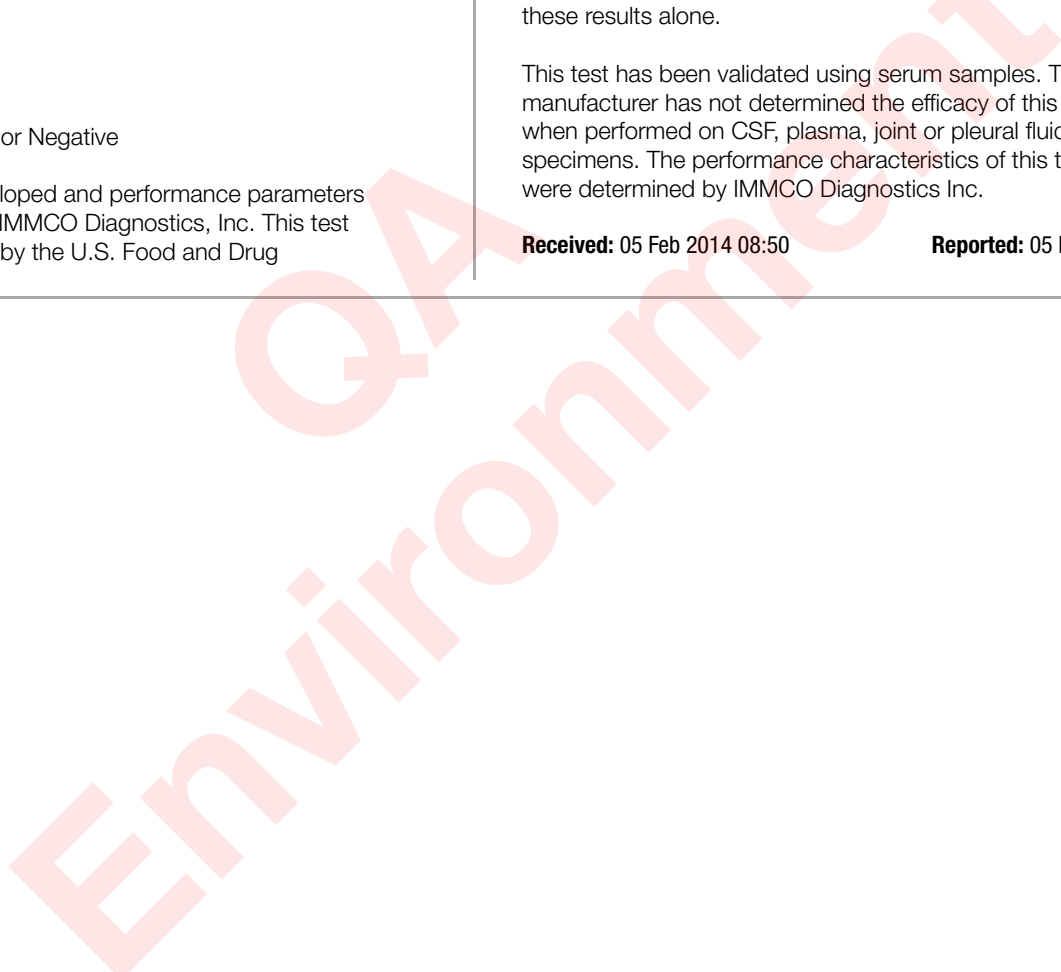 or Negative
loped and performance parameters
IMMCO Diagnostics, Inc. This test
by the U.S. Food and Drug
these results alone.
This test has been validated using serum samples. T
manufacturer has not determined the efficacy of this
when performed on CSF, plasma, joint or pleural fluid
specimens. The performance characteristics of this t
were determined by IMMCO Diagnostics Inc.
Received: 05 Feb 2014 08:50 Reported: 05
QA
Environment